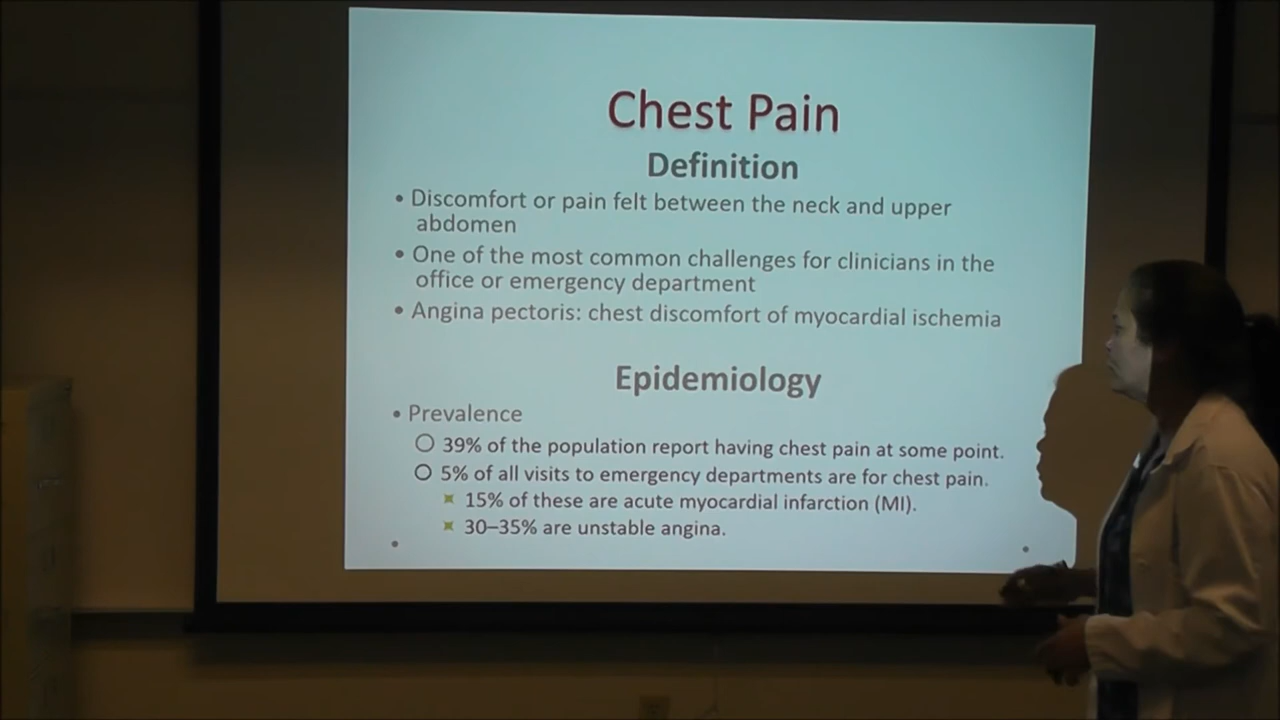 Chest Pain
Definition
• Discomfort or pain felt between the neck and upper
abdomen
• One of the most common challenges for clinicians in the
office or emergency department
• Angina pectoris: chest discomfort of myocardial ischemia
Epidemiology
• Prevalence
○ 39% of the population report having chest pain at some point.
○ 5% of all visits to emergency departments are for chest pain.
15% of these are acute myocardial infarction (MI).
30–35% are unstable angina.